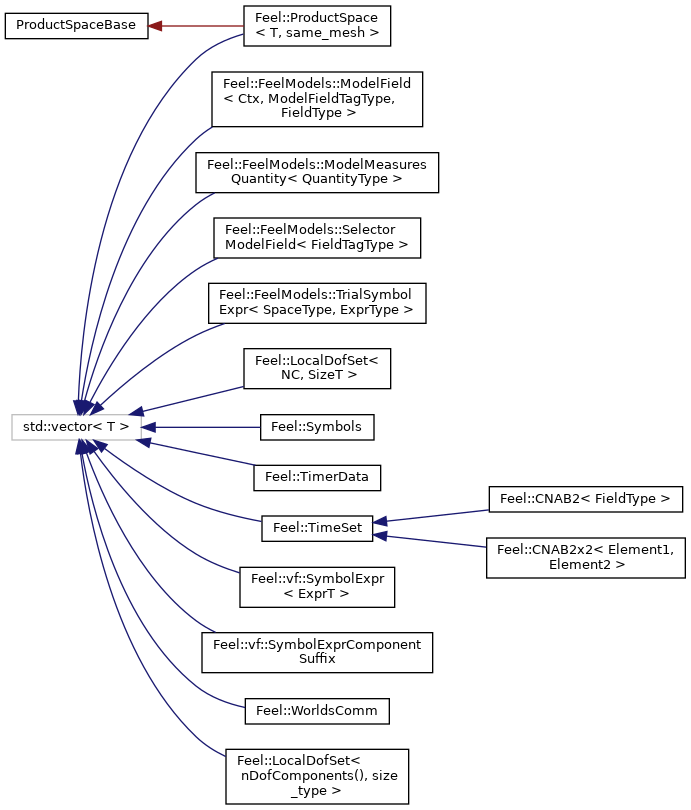 ProductSpaceBase
Feel::ProductSpace
< T, same_mesh >
Feel::FeelModels::ModelField
< Ctx, ModelFieldTagType,
FieldType >
Feel::FeelModels::ModelMeasures
Quantity< QuantityType >
Feel::FeelModels::Selector
ModelField< FieldTagType >
Feel::FeelModels::TrialSymbol
Expr< SpaceType, ExprType >
Feel::LocalDofSet<
NC, SizeT >
std::vector< T >
Feel::Symbols
Feel::TimerData
Feel::TimeSet
Feel::CNAB2< FieldType >
Feel::CNAB2x2< Element1,
Element2 >
Feel::vf::SymbolExpr
< ExprT >
Feel::vf::SymbolExprComponent
Suffix
Feel::WorldsComm
Feel::LocalDofSet<
nDofComponents(), size
_type >